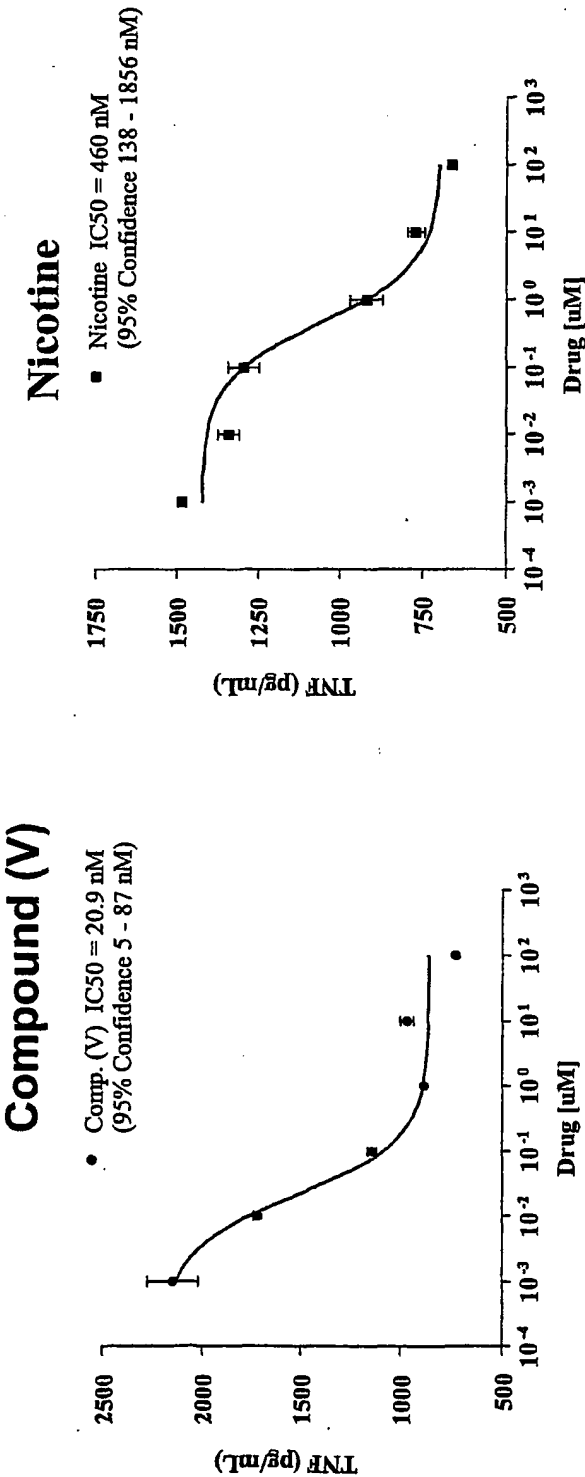 Compound (V)
● Comp. (V) IC50 = 20.9 nM
(95% Confidence 5 - 87 nM)
TNF (pg/mL)
2500
2000
1500
1000
500
10-4
10-3
10-2
10-1
100
101
102
103
Drug [uM]
Nicotine
■ Nicotine IC50 = 460 nM
(95% Confidence 138 - 1856 nM)
TNF (pg/mL)
1750
1500
1250
1000
750
500
10-4
10-3
10-2
10-1
100
101
102
103
Drug [uM]